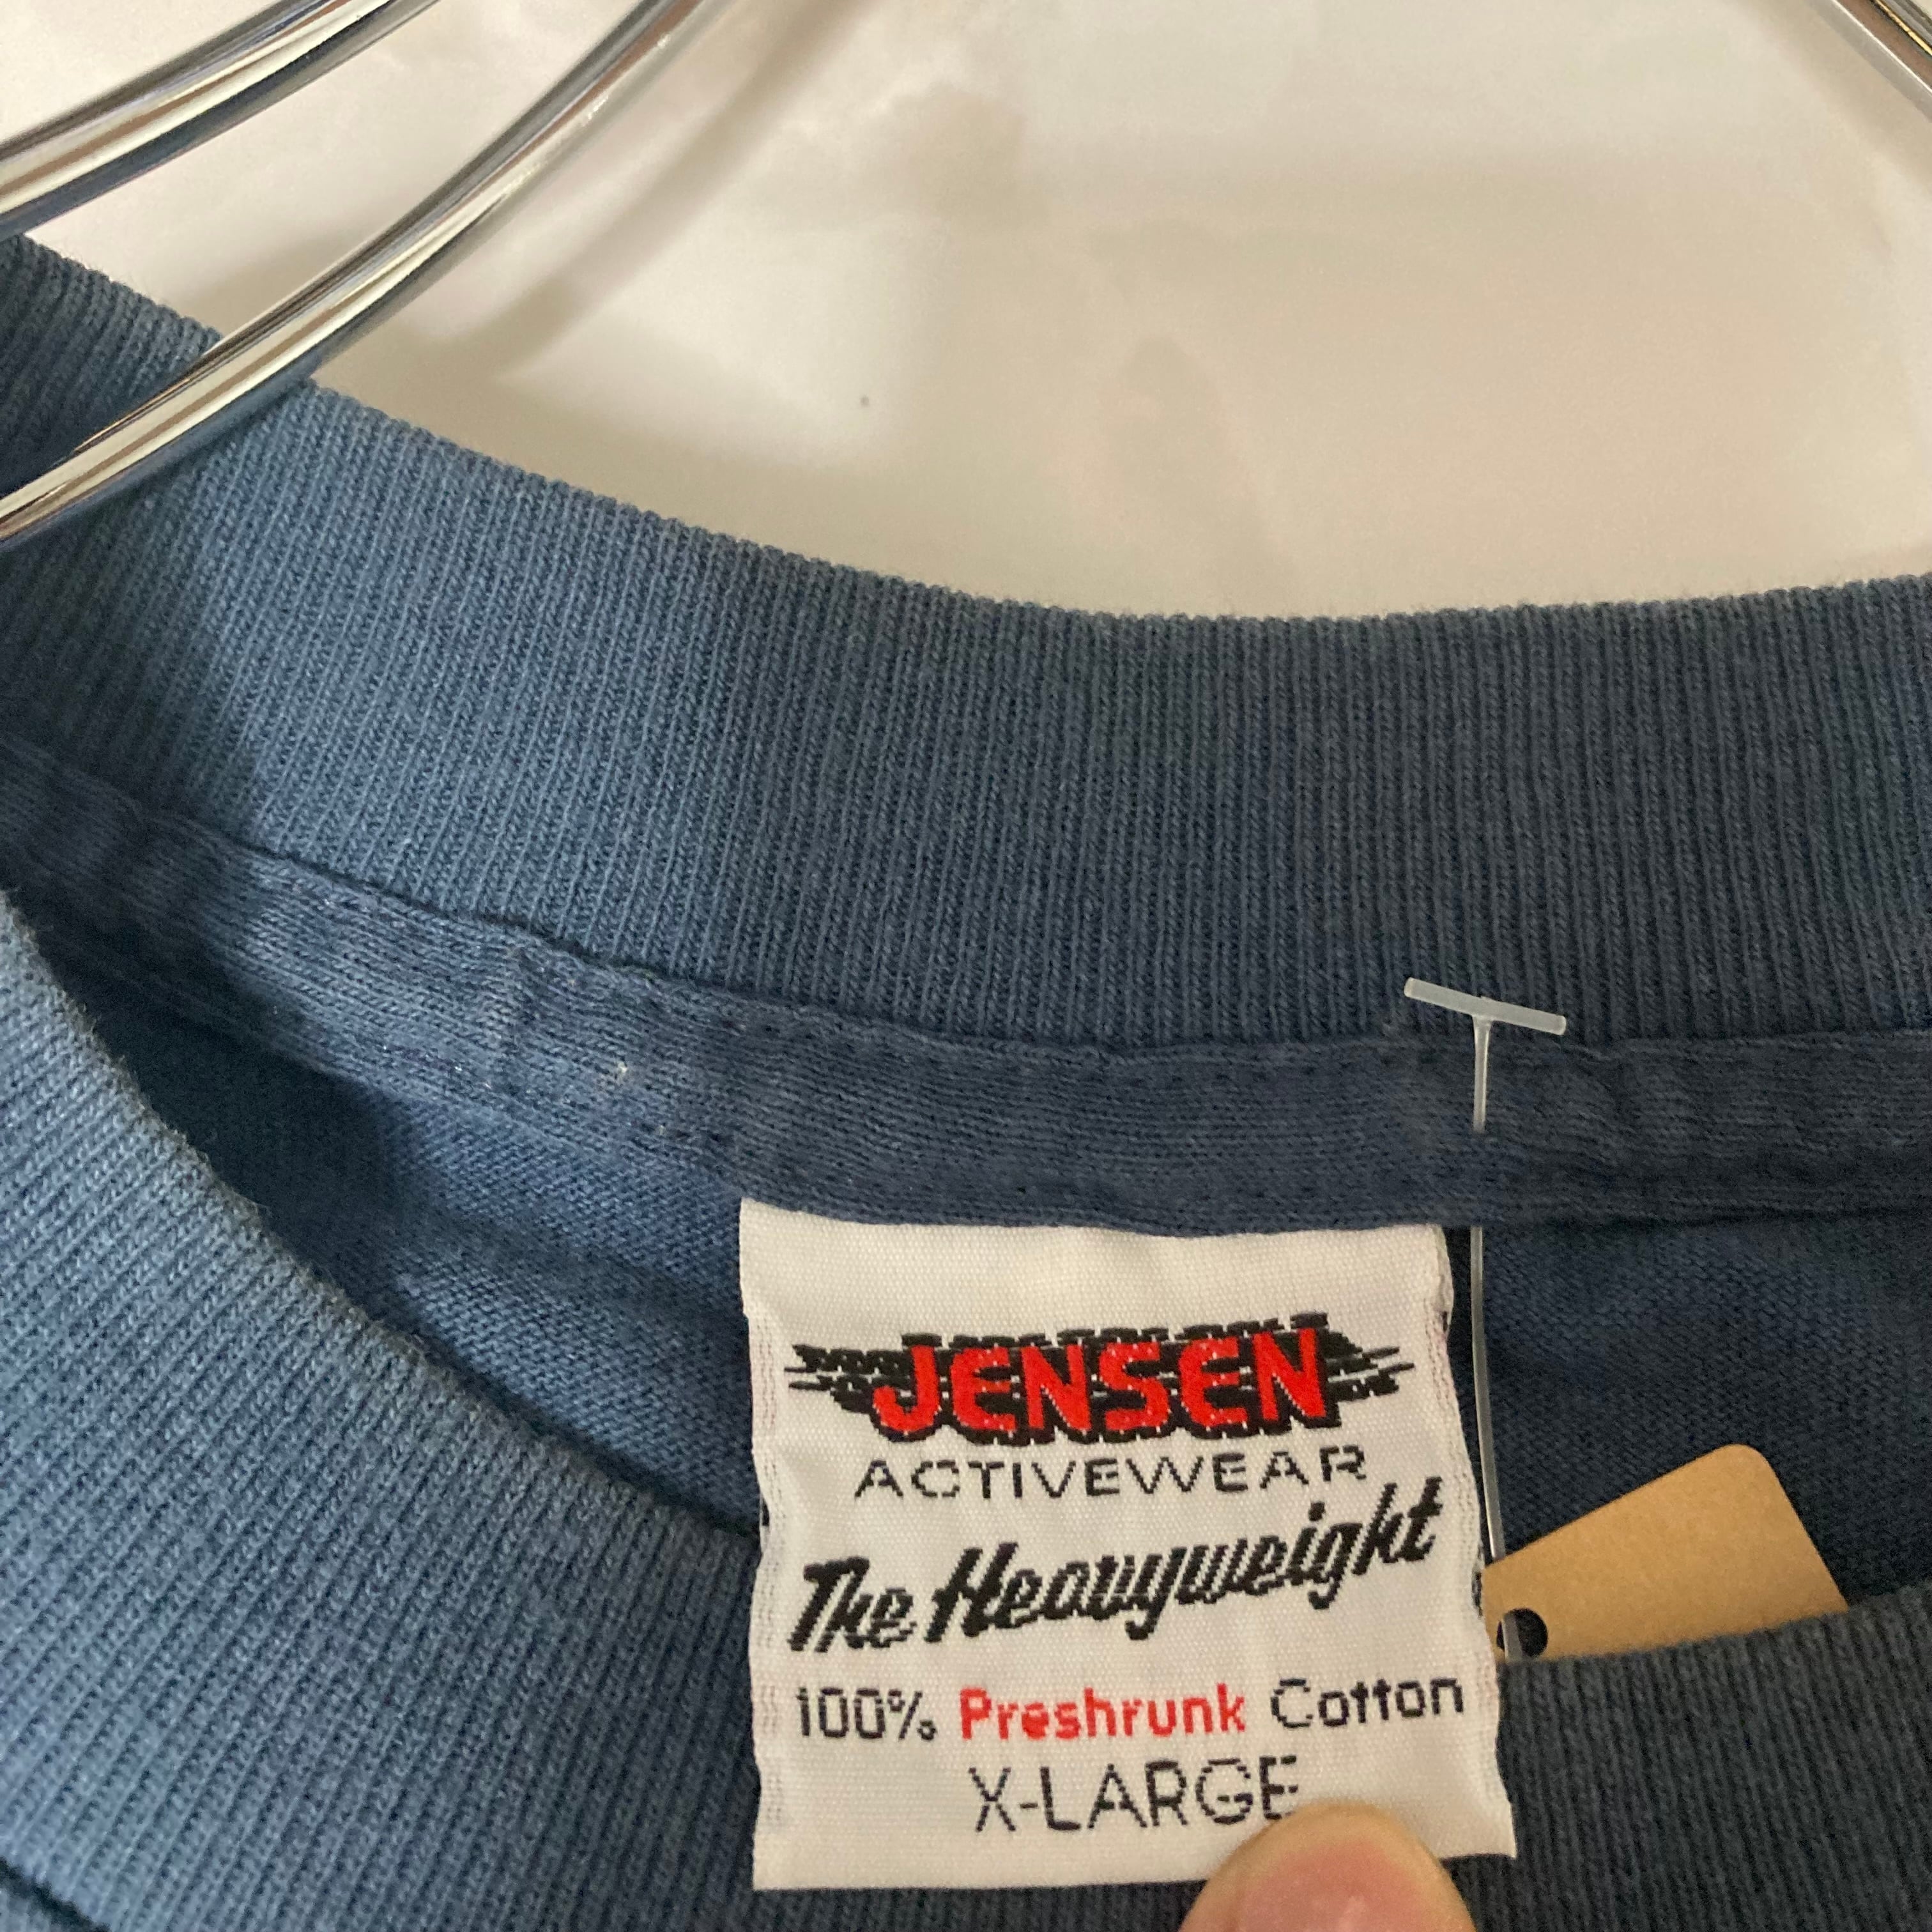 JENSEN
ACTIVEWEAR
The Heavyweight
100% Preshrunk Cotton
X-LARGE